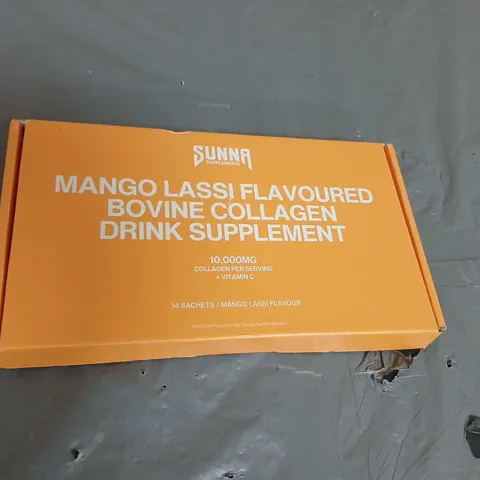 SUNNA
SUPPLEMENTS
MANGO LASSI FLAVOURED
BOVINE COLLAGEN
DRINK SUPPLEMENT
10,000MG
COLLAGEN PER SERVING
+ VITAMIN C
14 SACHETS / MANGO LASSI FLAVOUR